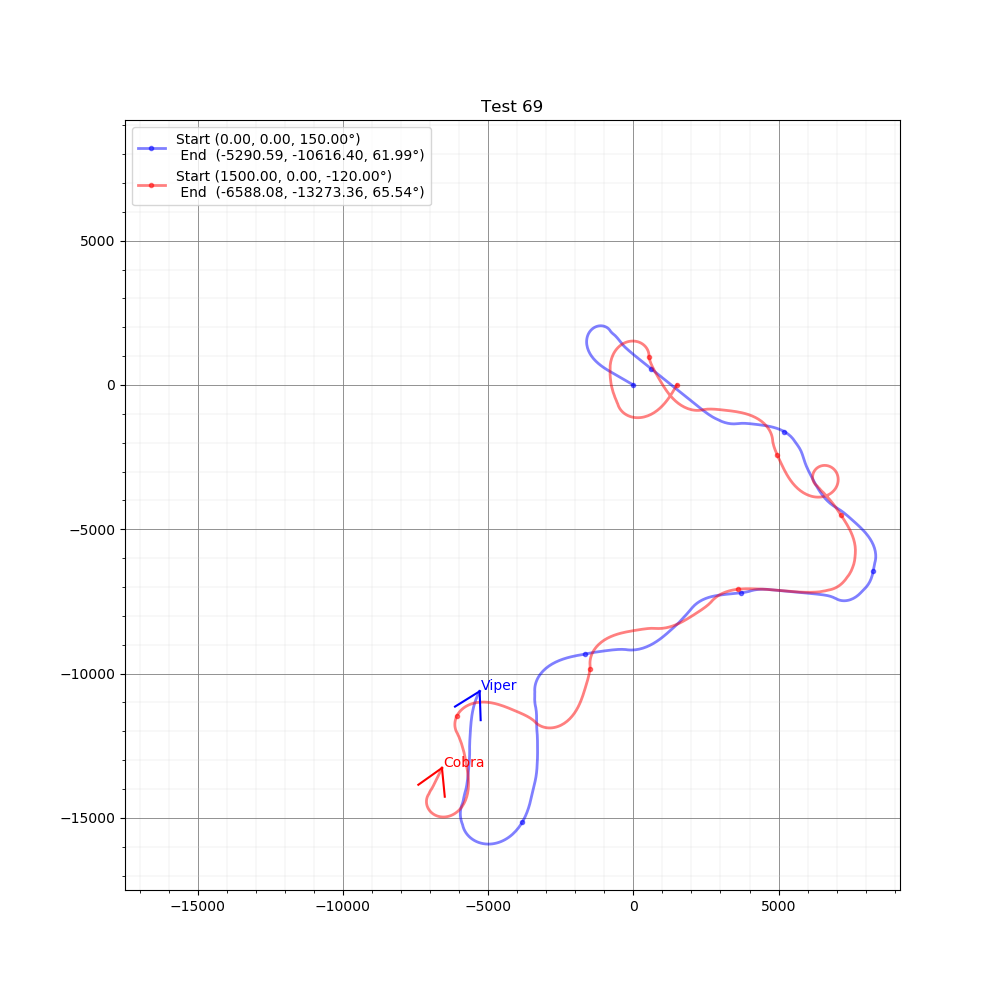 Test 69
Start (0.00, 0.00, 150.00°)
End (-5290.59, -10616.40, 61.99°)
Start (1500.00, 0.00, -120.00°)
End (-6588.08, -13273.36, 65.54°)
5000
0
−5000
−10000
−15000
Viper
Cobra
−15000 −10000 −5000 0 5000